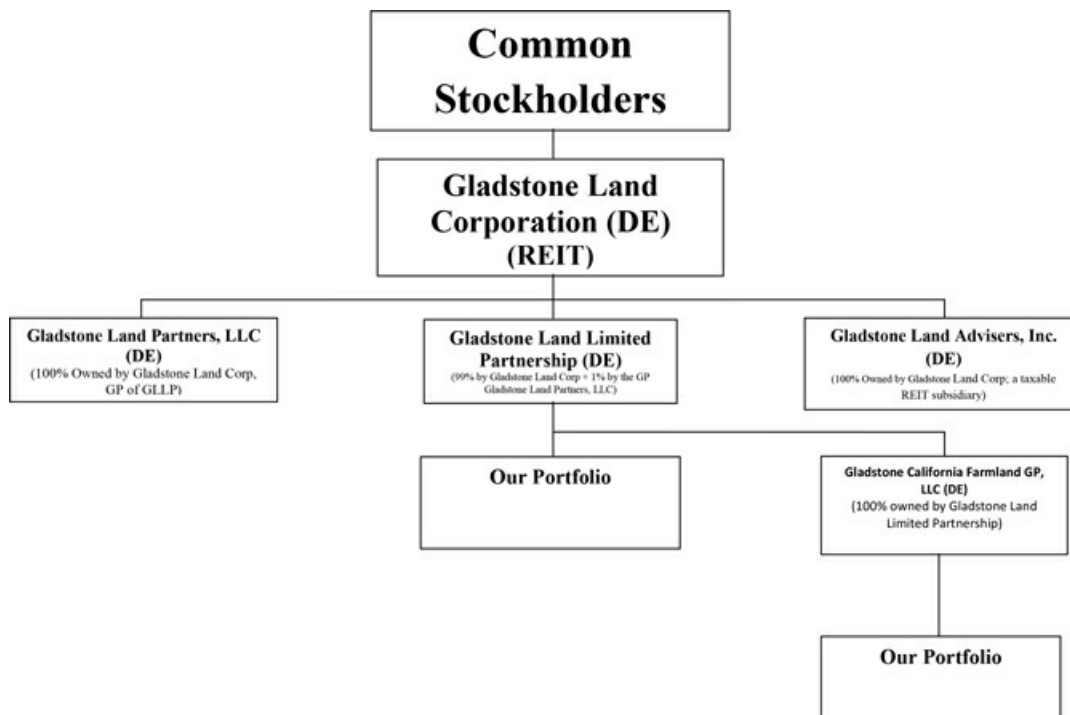 Common
Stockholders
Gladstone Land
Corporation (DE)
(REIT)
Gladstone Land Partners, LLC
(DE)
(100% Owned by Gladstone Land Corp,
GP of GLLP)
Gladstone Land Limited
Partnership (DE)
(99% by Gladstone Land Corp + 1% by the GP
Gladstone Land Partners, LLC)
Gladstone Land Advisers, Inc.
(DE)
(100% Owned by Gladstone Land Corp; a taxable
REIT subsidiary)
Our Portfolio
Gladstone California Farmland GP,
LLC (DE)
(100% owned by Gladstone Land
Limited Partnership)
Our Portfolio